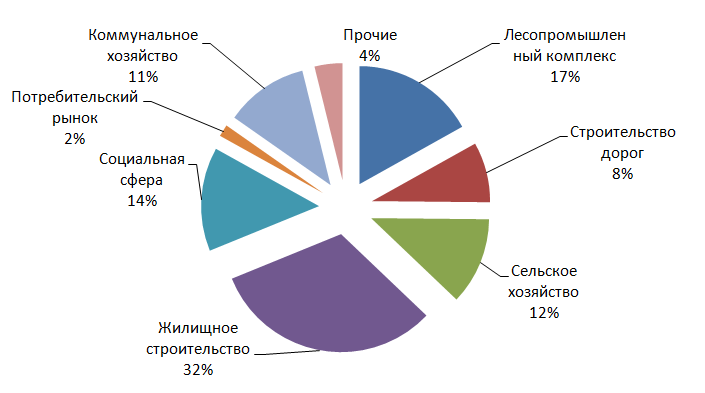 Прочие
4%
Лесопромышлен
ный комплекс
17%
Строительство
дорог
8%
Сельское
хозяйство
12%
Жилищное
строительство
32%
Социальная
сфера
14%
Потребительский
рынок
2%
Коммунальное
хозяйство
11%